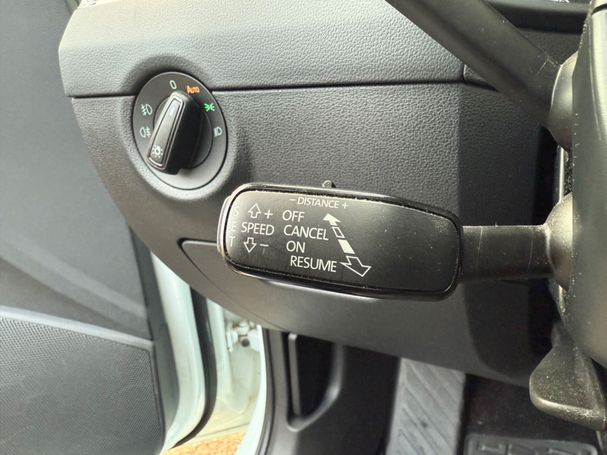 0
Auto
– DISTANCE +
S + OFF
E SPEED CANCEL
T – ON
RESUME